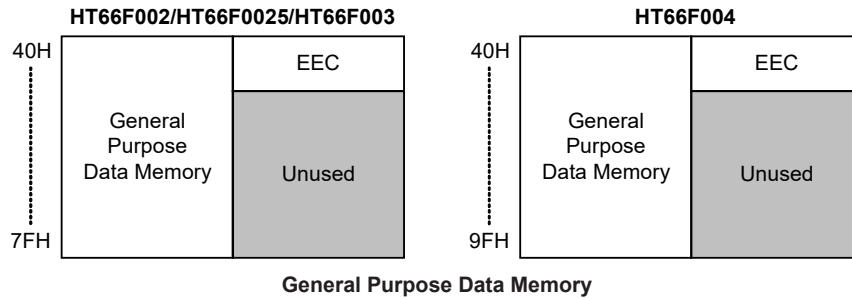 HT66F002/HT66F0025/HT66F003
40H
EEC
General
Purpose
Data Memory
Unused
7FH
HT66F004
40H
EEC
General
Purpose
Data Memory
Unused
9FH
General Purpose Data Memory